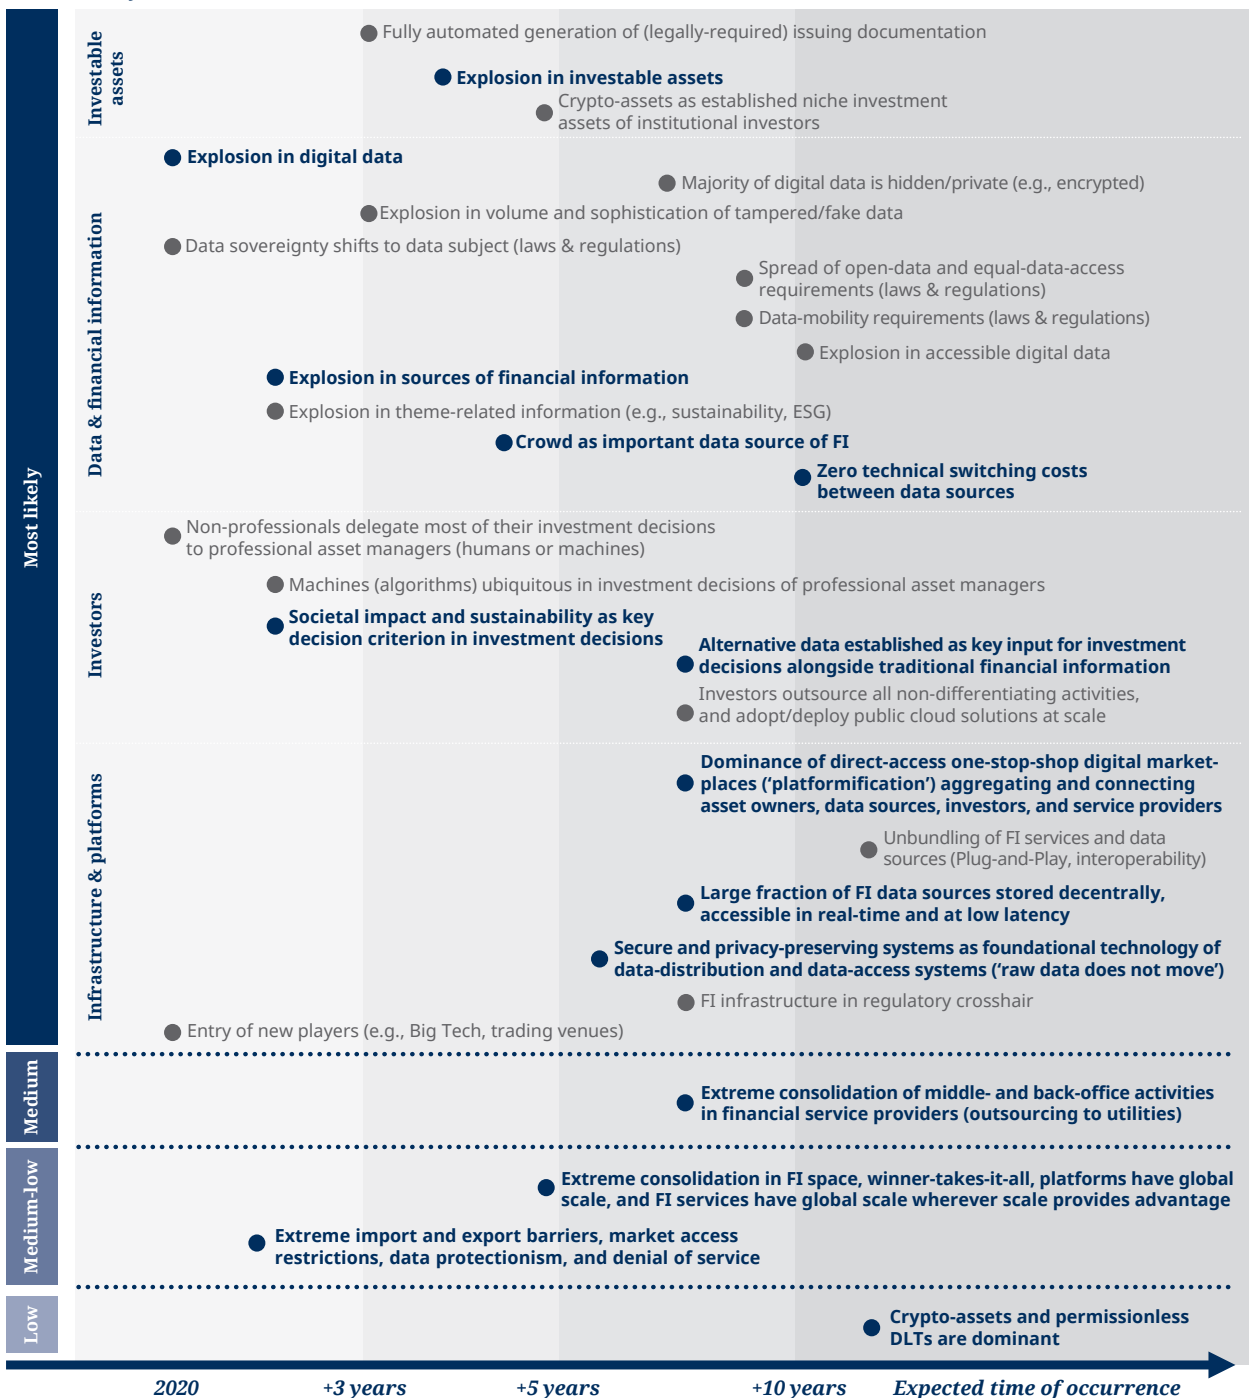 Most likely
Investable
assets
Fully automated generation of (legally-required) issuing documentation
Explosion in investable assets
Crypto-assets as established niche investment
assets of institutional investors
Data & financial information
Explosion in digital data
Majority of digital data is hidden/private (e.g., encrypted)
Explosion in volume and sophistication of tampered/fake data
Data sovereignty shifts to data subject (laws & regulations)
Spread of open-data and equal-data-access
requirements (laws & regulations)
Data-mobility requirements (laws & regulations)
Explosion in accessible digital data
Explosion in sources of financial information
Explosion in theme-related information (e.g., sustainability, ESG)
Crowd as important data source of FI
Zero technical switching costs
between data sources
Investors
Non-professionals delegate most of their investment decisions
to professional asset managers (humans or machines)
Machines (algorithms) ubiquitous in investment decisions of professional asset managers
Societal impact and sustainability as key
decision criterion in investment decisions
Alternative data established as key input for investment
decisions alongside traditional financial information
Investors outsource all non-differentiating activities,
and adopt/deploy public cloud solutions at scale
Infrastructure & platforms
Dominance of direct-access one-stop-shop digital market-
places (‘platformification’) aggregating and connecting
asset owners, data sources, investors, and service providers
Unbundling of FI services and data
sources (Plug-and-Play, interoperability)
Large fraction of FI data sources stored decentrally,
accessible in real-time and at low latency
Secure and privacy-preserving systems as foundational technology of
data-distribution and data-access systems (‘raw data does not move’)
FI infrastructure in regulatory crosshair
Entry of new players (e.g., Big Tech, trading venues)
Medium
Extreme consolidation of middle- and back-office activities
in financial service providers (outsourcing to utilities)
Medium-low
Extreme consolidation in FI space, winner-takes-it-all, platforms have global
scale, and FI services have global scale wherever scale provides advantage
Extreme import and export barriers, market access
restrictions, data protectionism, and denial of service
Low
Crypto-assets and permissionless
DLTs are dominant
2020 +3 years +5 years +10 years Expected time of occurrence